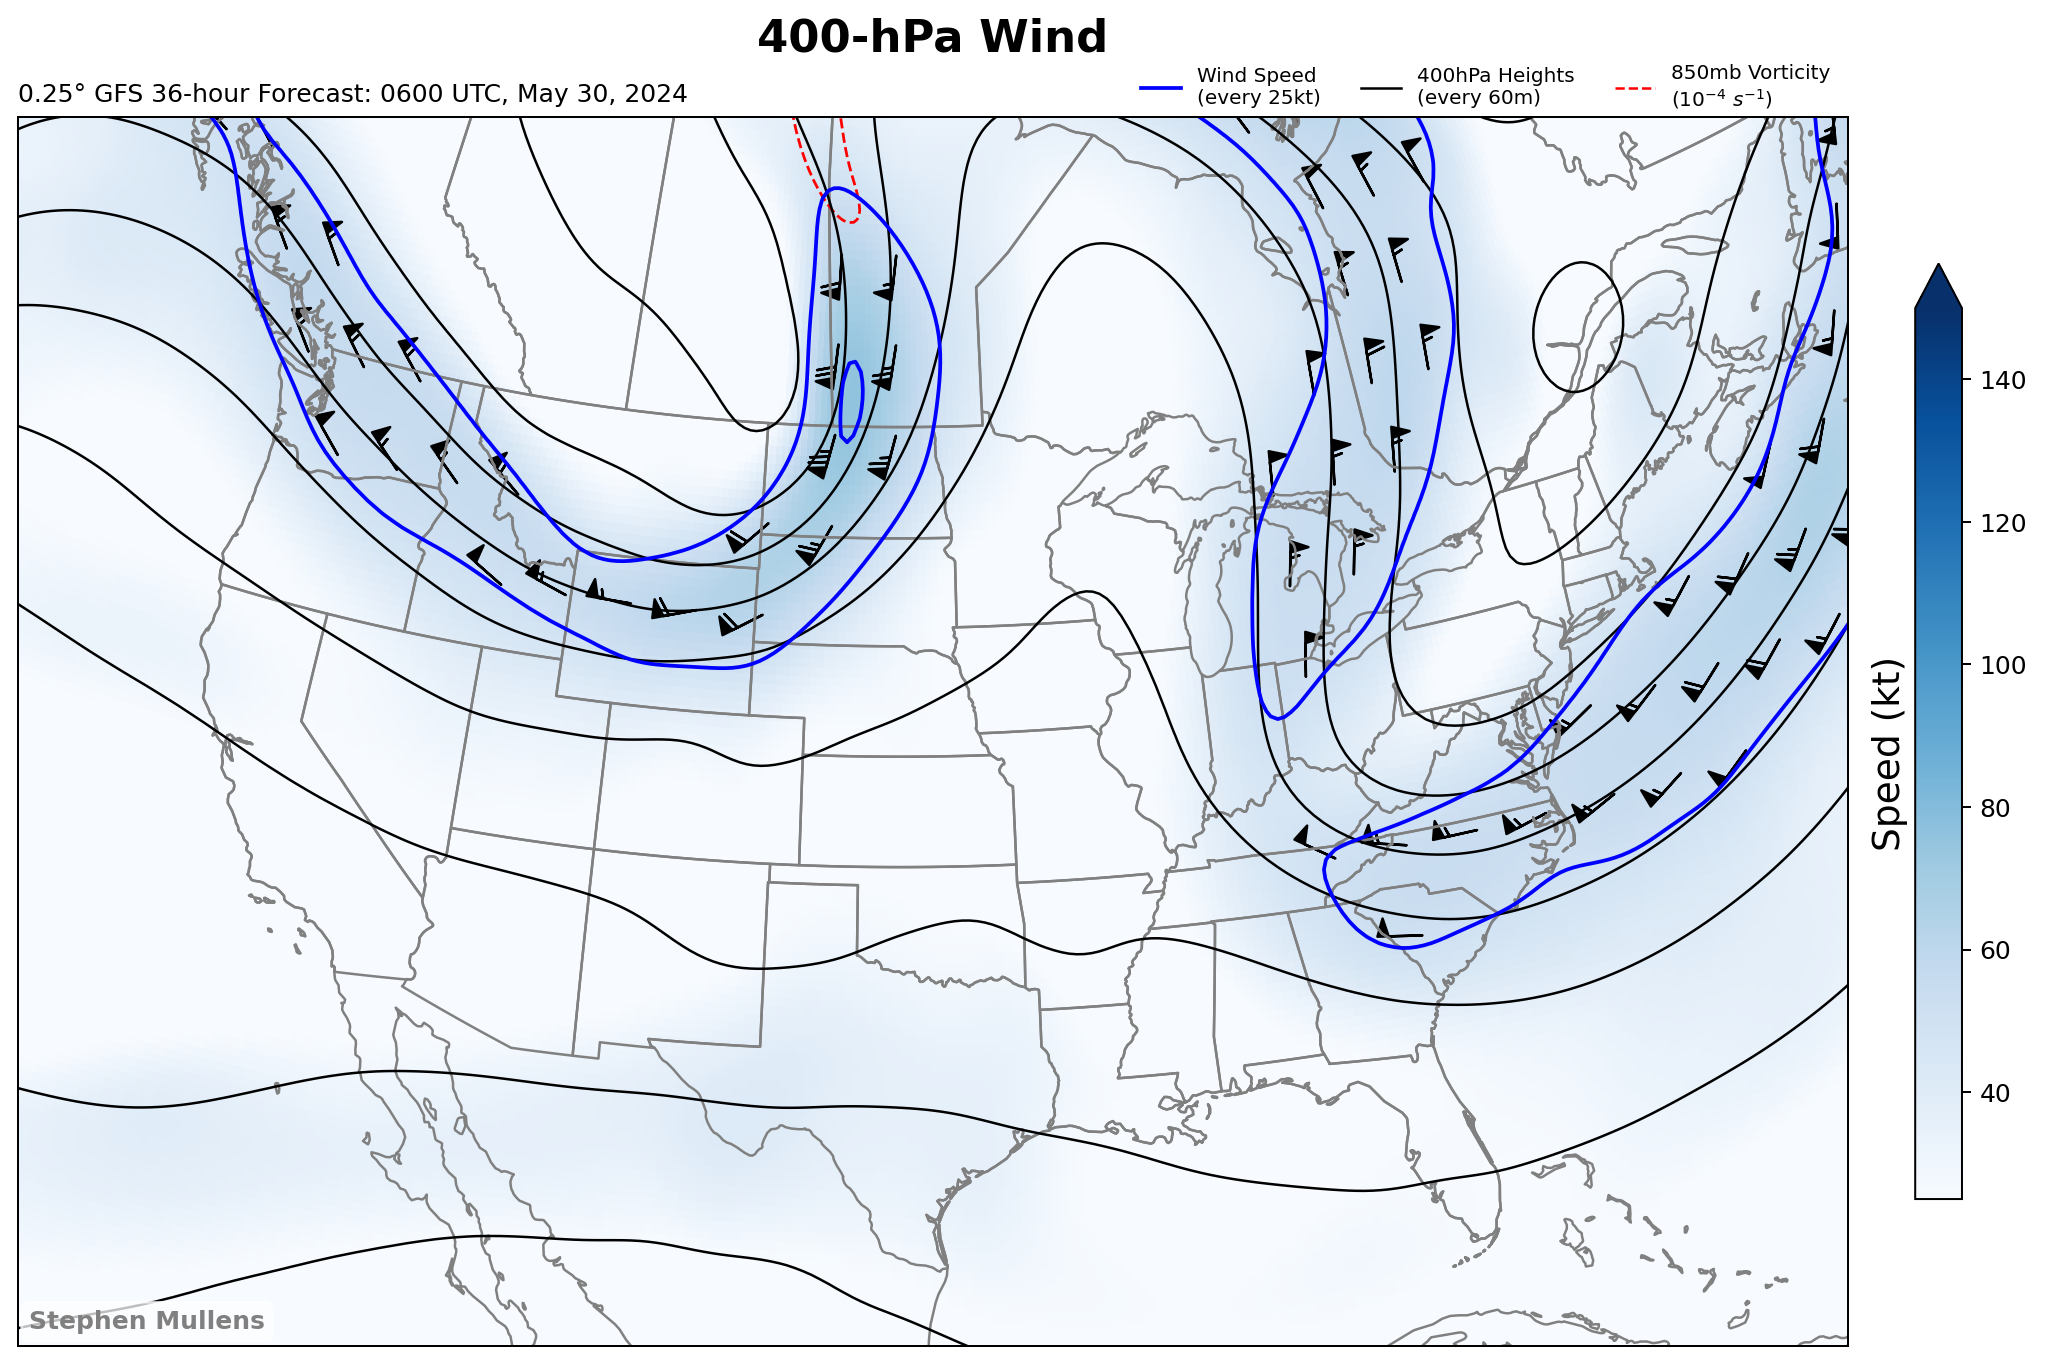 400-hPa Wind
0.25° GFS 36-hour Forecast: 0600 UTC, May 30, 2024
Wind Speed
(every 25kt)
400hPa Heights
(every 60m)
850mb Vorticity
(10⁻⁴ s⁻¹)
140
120
100
80
60
40
Speed (kt)
Stephen Mullens